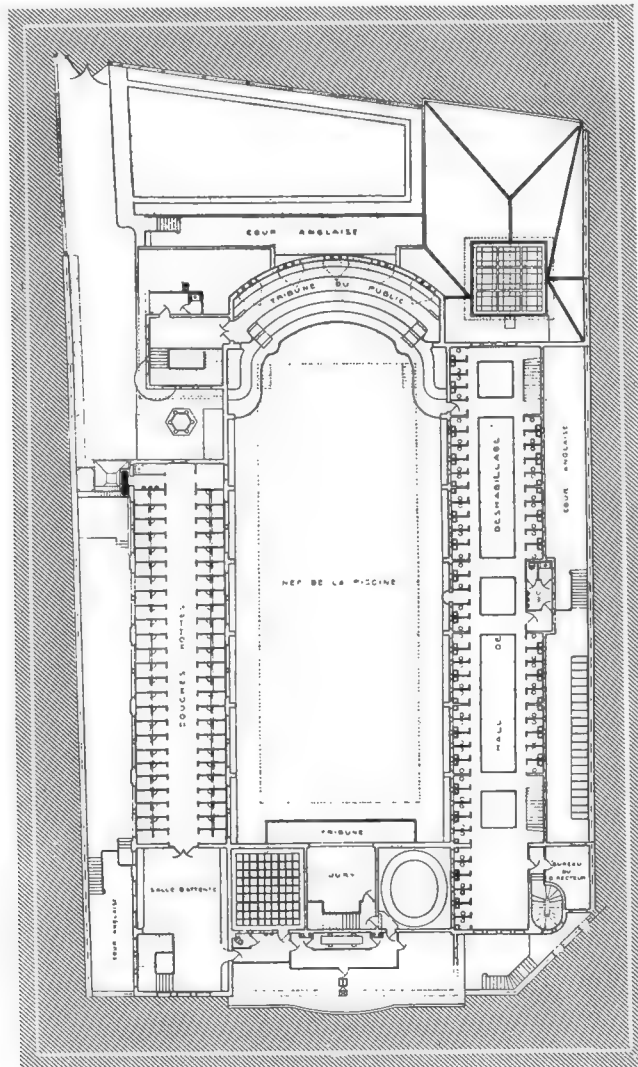 COUR ANGLAISE
TRIBUNE DU PUBLIC
DESHABILLAGE
COUR ANGLAISE
NEF DE LA PISCINE
W.C.
DOUCHES
DE
HALL
TRIBUNE
JURY
SALLE D'ATTENTE
BUREAU
DU
DIRECTEUR
COUR ANGLAISE